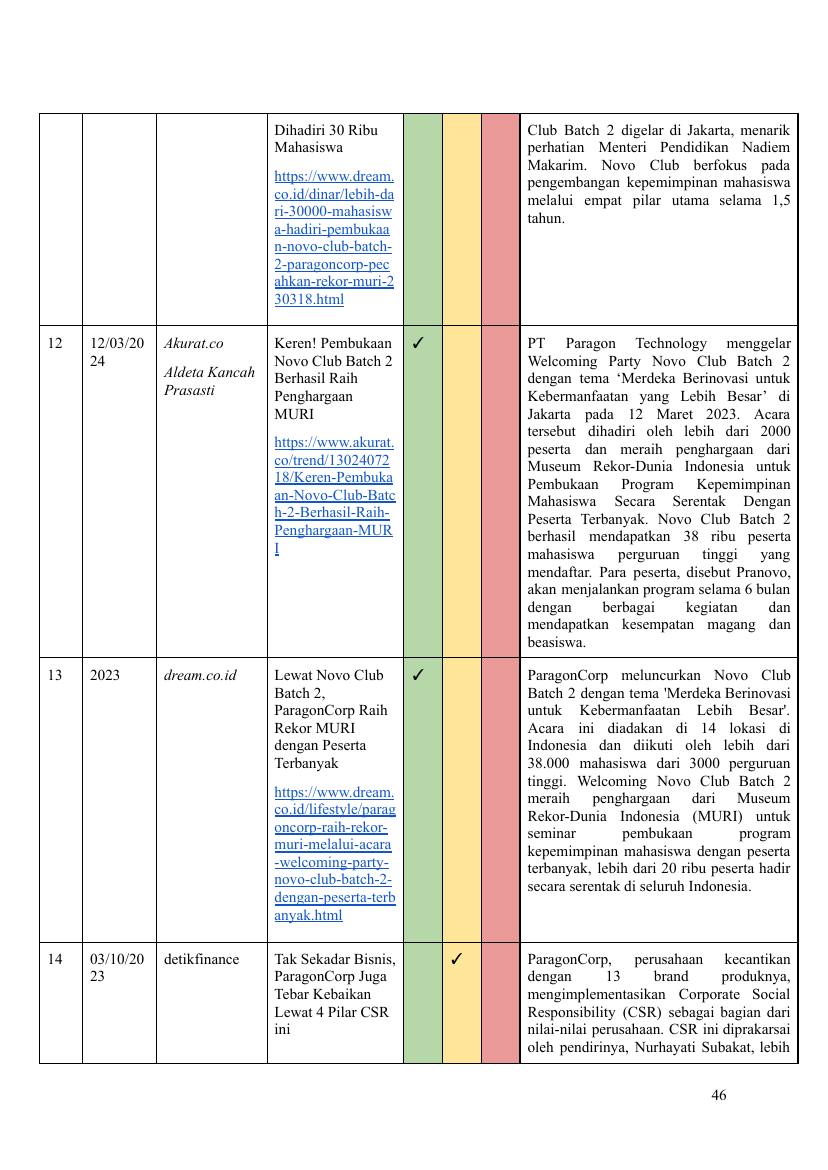 Dihadiri 30 Ribu
Mahasiswa
https://www.dream.
co.id/dinar/lebih-da
ri-30000-mahasisw
a-hadiri-pembukaa
n-novo-club-batch-
2-paragoncorp-pec
ahkan-rekor-muri-2
30318.html
Club Batch 2 digelar di Jakarta, menarik
perhatian Menteri Pendidikan Nadiem
Makarim. Novo Club berfokus pada
pengembangan kepemimpinan mahasiswa
melalui empat pilar utama selama 1,5
tahun.
12
12/03/20
24
Akurat.co
Aldeta Kancah
Prasasti
Keren! Pembukaan
Novo Club Batch 2
Berhasil Raih
Penghargaan
MURI
https://www.akurat.
co/trend/13024072
18/Keren-Pembuka
an-Novo-Club-Batc
h-2-Berhasil-Raih-
Penghargaan-MUR
I
✓
PT Paragon Technology menggelar
Welcoming Party Novo Club Batch 2
dengan tema ‘Merdeka Berinovasi untuk
Kebermanfaatan yang Lebih Besar’ di
Jakarta pada 12 Maret 2023. Acara
tersebut dihadiri oleh lebih dari 2000
peserta dan meraih penghargaan dari
Museum Rekor-Dunia Indonesia untuk
Pembukaan Program Kepemimpinan
Mahasiswa Secara Serentak Dengan
Peserta Terbanyak. Novo Club Batch 2
berhasil mendapatkan 38 ribu peserta
mahasiswa perguruan tinggi yang
mendaftar. Para peserta, disebut Pranovo,
akan menjalankan program selama 6 bulan
dengan berbagai kegiatan dan
mendapatkan kesempatan magang dan
beasiswa.
13
2023
dream.co.id
Lewat Novo Club
Batch 2,
ParagonCorp Raih
Rekor MURI
dengan Peserta
Terbanyak
https://www.dream.
co.id/lifestyle/parag
oncorp-raih-rekor-
muri-melalui-acara
-welcoming-party-
novo-club-batch-2-
dengan-peserta-terb
anyak.html
✓
ParagonCorp meluncurkan Novo Club
Batch 2 dengan tema 'Merdeka Berinovasi
untuk Kebermanfaatan Lebih Besar'.
Acara ini diadakan di 14 lokasi di
Indonesia dan diikuti oleh lebih dari
38.000 mahasiswa dari 3000 perguruan
tinggi. Welcoming Novo Club Batch 2
meraih penghargaan dari Museum
Rekor-Dunia Indonesia (MURI) untuk
seminar pembukaan program
kepemimpinan mahasiswa dengan peserta
terbanyak, lebih dari 20 ribu peserta hadir
secara serentak di seluruh Indonesia.
14
03/10/20
23
detikfinance
Tak Sekadar Bisnis,
ParagonCorp Juga
Tebar Kebaikan
Lewat 4 Pilar CSR
ini
✓
ParagonCorp, perusahaan kecantikan
dengan 13 brand produknya,
mengimplementasikan Corporate Social
Responsibility (CSR) sebagai bagian dari
nilai-nilai perusahaan. CSR ini diprakarsai
oleh pendirinya, Nurhayati Subakat, lebih
46